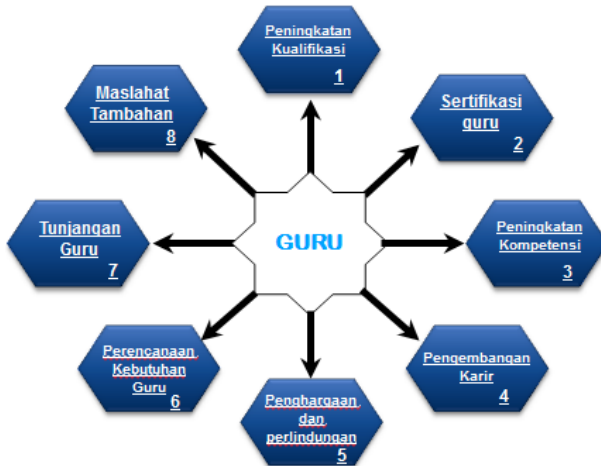 Peningkatan
Kualifikasi
1
Sertifikasi
guru
2
Peningkatan
Kompetensi
3
Pengembangan
Karir
4
Penghargaan
dan
perlindungan
5
Perencanaan
Kebutuhan
Guru
6
Tunjangan
Guru
7
Maslahat
Tambahan
8
GURU